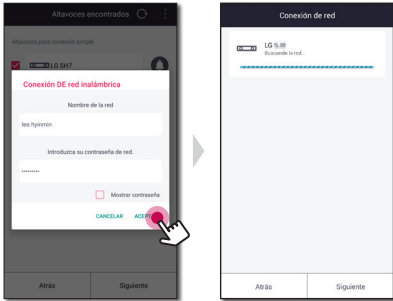 Altavoces encontrados
Altavoces para conexión simple
LG SH7
Conexión DE red inalámbrica
Nombre de la red
lee.hyinmin
Introduzca su contraseña de red.
.........
Mostrar contraseña
CANCELAR
Atrás
Siguiente
Conexión de red
LG
Buscando la red..
Atrás
Siguiente